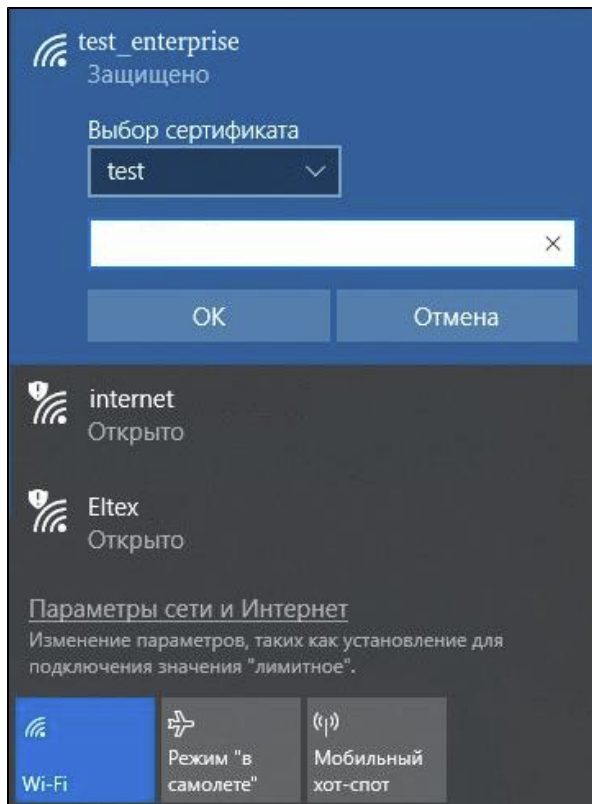 test_enterprise
Защищено
Выбор сертификата
test
OK
Отмена
internet
Открыто
Eltex
Открыто
Параметры сети и Интернет
Изменение параметров, таких как установление для
подключения значения "лимитное".
Wi-Fi
Режим "в
самолете"
Мобильный
хот-спот